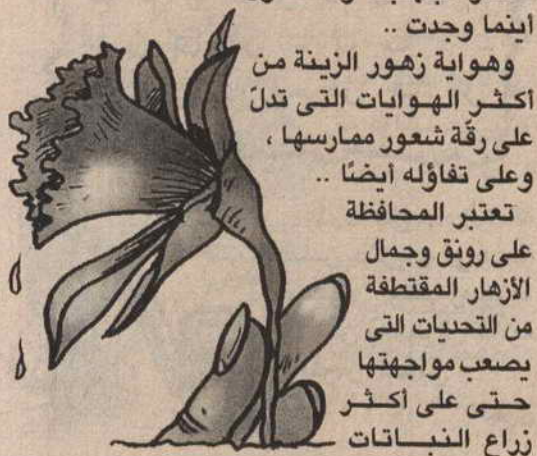 أينما وجدت ..
وهواية زهور الزينة من
أكثر الهوايات التى تدلّ
على رقّة شعور ممارسها ،
وعلى تفاؤله أيضًا ..
تعتبر المحافظة
على رونق وجمال
الأزهار المقتطفة
من التحديات التى
يصعب مواجهتها
حتى على أكثر
زراع النباتات